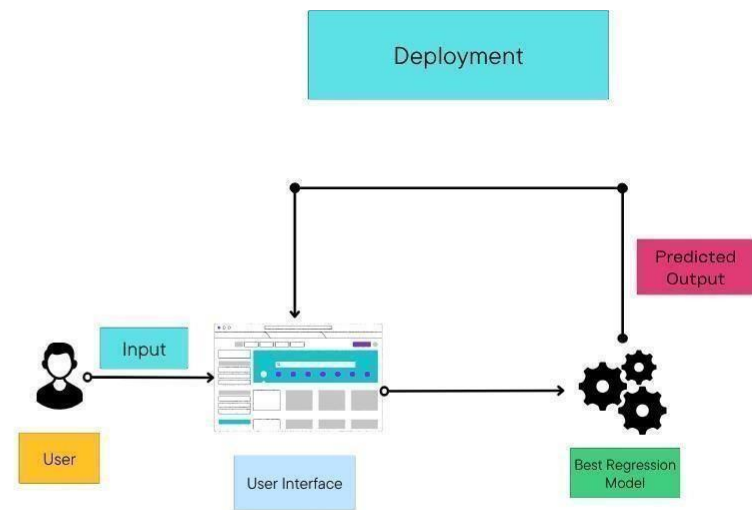 Deployment
Predicted
Output
Input
User
User Interface
Best Regression
Model